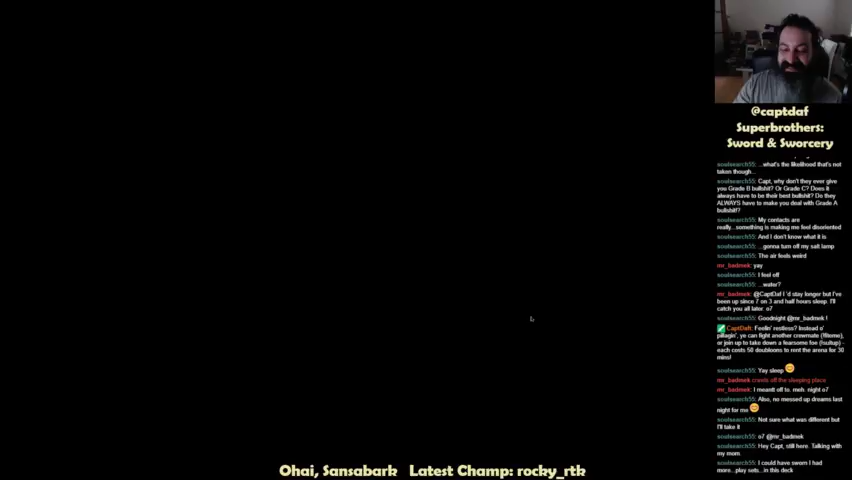 @captdaf
Superbrothers:
Sword & Sworcery
soulsearch55: ...what's the likelihood that's not
taken though...
soulsearch55: Capt, why don't they ever give
you Grade B bullshit? Or Grade C? Does it
always have to be their best bullshit? Do they
ALWAYS have to make you deal with Grade A
bullshit?
soulsearch55: My contacts are
really...something is making me feel disoriented
soulsearch55: And I don't know what it is
soulsearch55: ...gonna turn off my salt lamp
soulsearch55: The air feels weird
mr_badmek: yay
soulsearch55: I feel off
soulsearch55: ...water?
mr_badmek: @CaptDaf I 'd stay longer but I've
been up since 7 on 3 and half hours sleep. I'll
catch you all later. o7
soulsearch55: Goodnight @mr_badmek !
CaptDaft: Feelin' restless? Instead o'
pillagin', ye can fight another crewmate
or join up to take down a fearsome foe
each costs 50 doubloons to rent the arena for 30
mins!
soulsearch55: Yay sleep
mr_badmek crawls off the sleeping place
mr_badmek: I meantt off to. meh. night o7
soulsearch55: Also, no messed up dreams last
night for me
soulsearch55: Not sure what was different but
I'll take it
soulsearch55: o7 @mr_badmek
soulsearch55: Hey Capt, still here. Talking with
my mom.
soulsearch55: I could have sworn I had
more...play sets...in this deck
Ohai, Sansabark Latest Champ: rocky_rtk